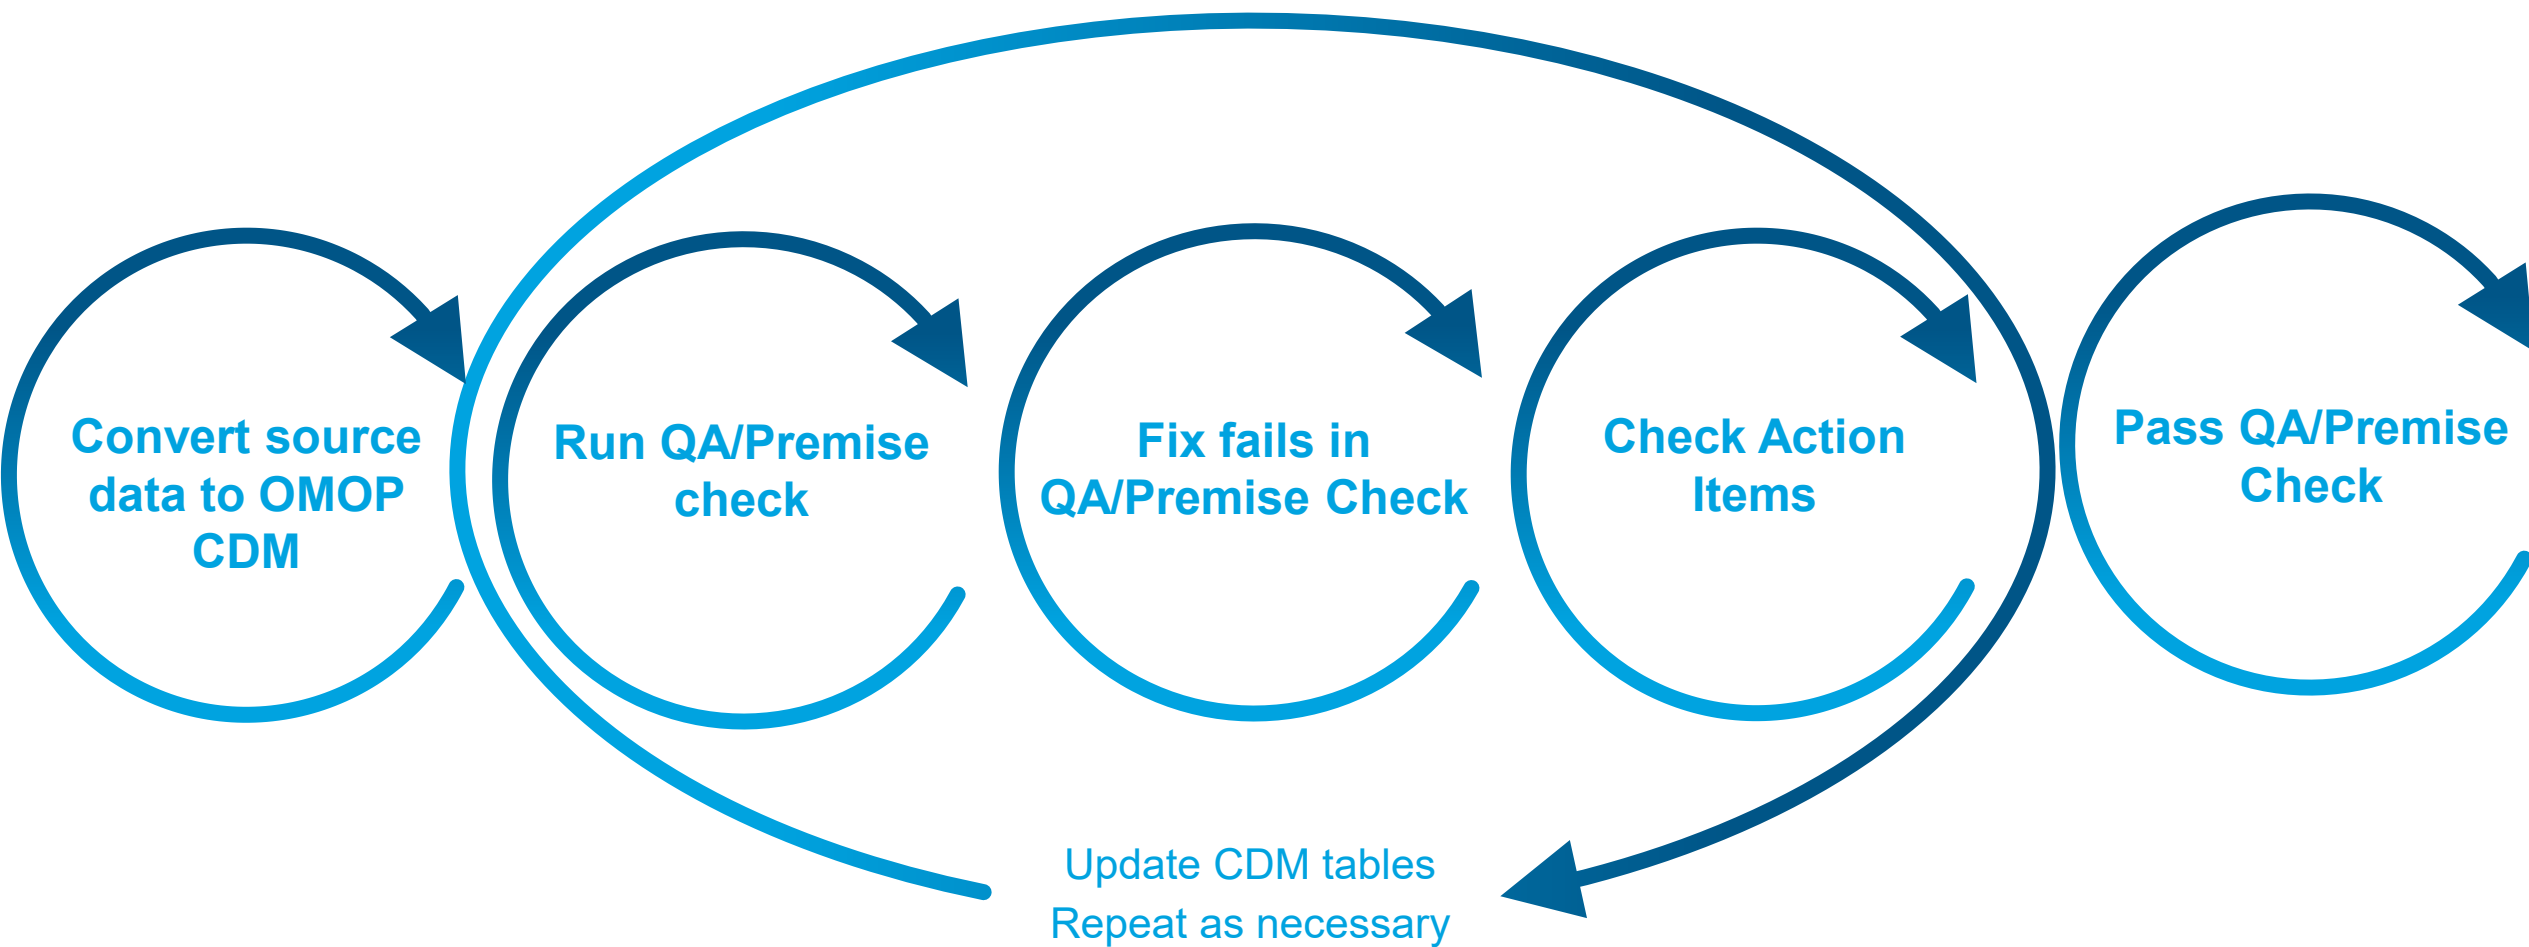 Convert source
data to OMOP
CDM
Run QA/Premise
check
Fix fails in
QA/Premise Check
Check Action
Items
Pass QA/Premise
Check
Update CDM tables
Repeat as necessary